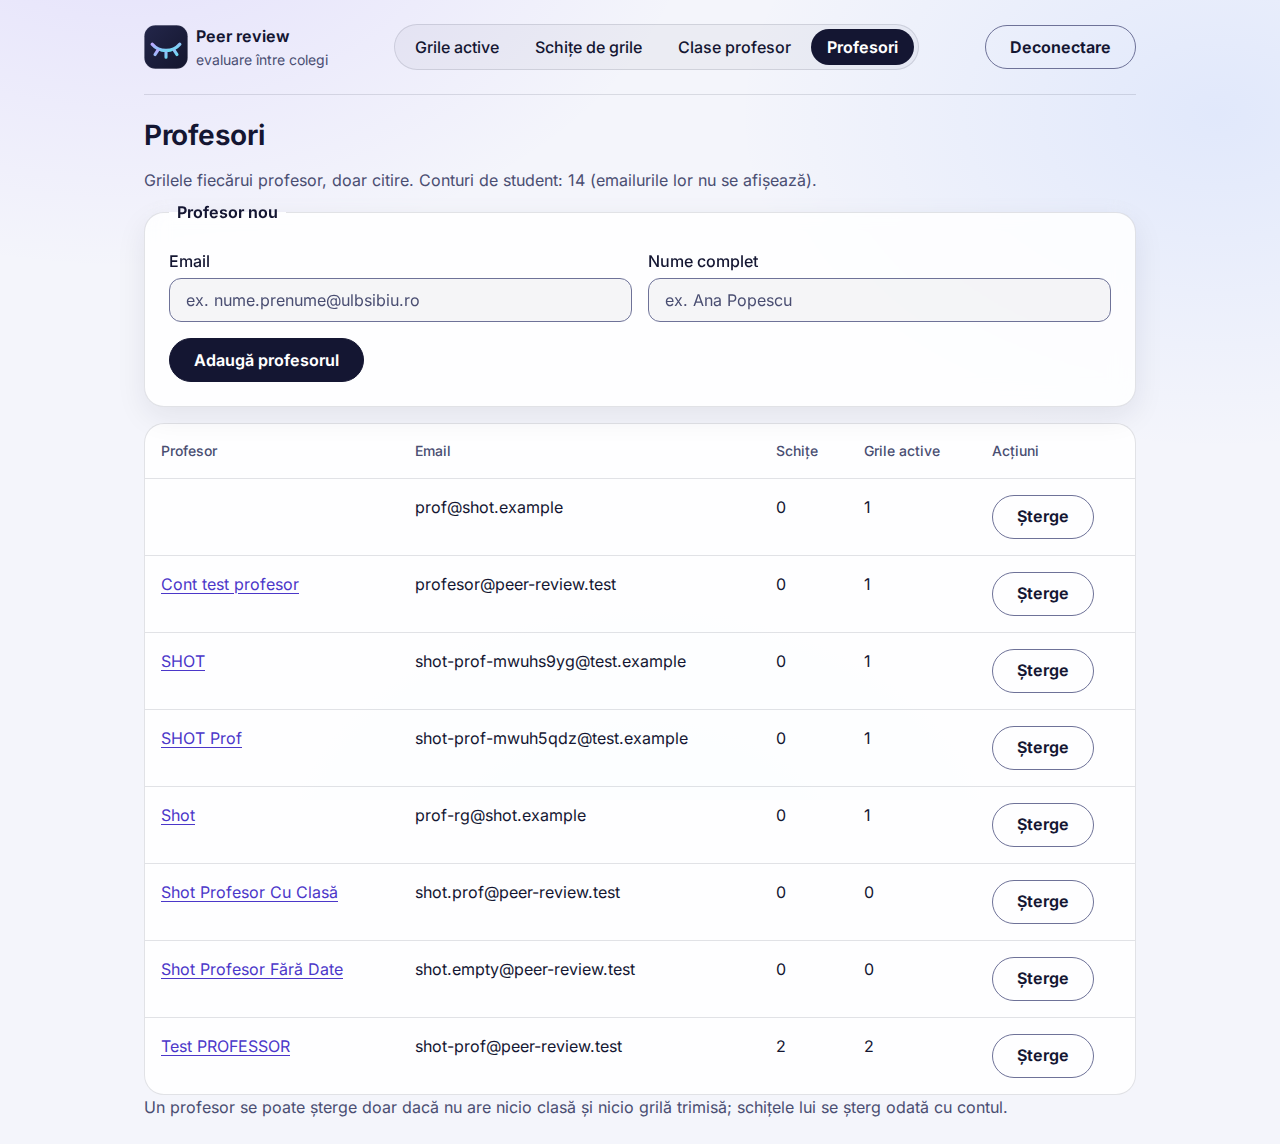 Peer review
evaluare între colegi
Grile active
Schițe de grile
Clase profesor
Profesori
Deconectare
Profesori
Grilele fiecărui profesor, doar citire. Conturi de student: 14 (emailurile lor nu se afișează).
Profesor nou
Email
Nume complet
ex. nume.prenume@ulbsibiu.ro
ex. Ana Popescu
Adaugă profesorul
Profesor Email Schițe Grile active Acțiuni
prof@shot.example 0 1 Șterge
Cont test profesor profesor@peer-review.test 0 1 Șterge
SHOT shot-prof-mwuhs9yg@test.example 0 1 Șterge
SHOT Prof shot-prof-mwuh5qdz@test.example 0 1 Șterge
Shot prof-rg@shot.example 0 1 Șterge
Shot Profesor Cu Clasă shot.prof@peer-review.test 0 0 Șterge
Shot Profesor Fără Date shot.empty@peer-review.test 0 0 Șterge
Test PROFESSOR shot-prof@peer-review.test 2 2 Șterge
Un profesor se poate șterge doar dacă nu are nicio clasă și nicio grilă trimisă; schițele lui se șterg odată cu contul.